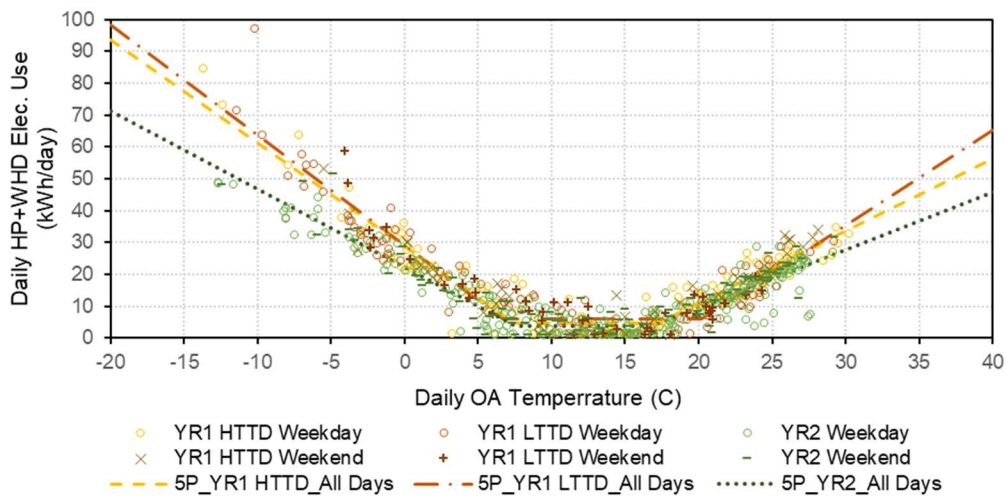 Daily HP+WHD Elec. Use
(kWh/day)
100
90
80
70
60
50
40
30
20
10
0
-20 -15 -10 -5 0 5 10 15 20 25 30 35 40
Daily OA Temperrature (C)
YR1 HTTD Weekday YR1 LTTD Weekday YR2 Weekday
YR1 HTTD Weekend YR1 LTTD Weekend YR2 Weekend
5P_YR1 HTTD_All Days 5P_YR1 LTTD_All Days 5P_YR2_All Days